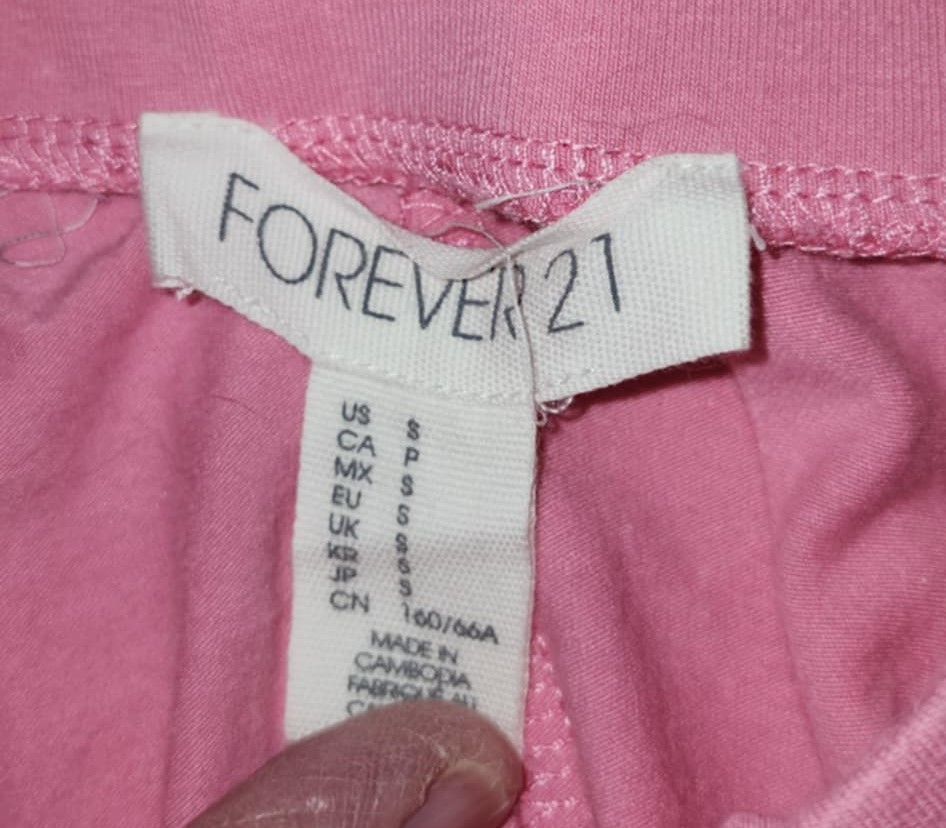 FOREVER 21
US S
CA P
MX S
EU S
UK S
KR S
JP S
CN 160/66A
MADE IN
CAMBODIA
FABRIQUÉ AU